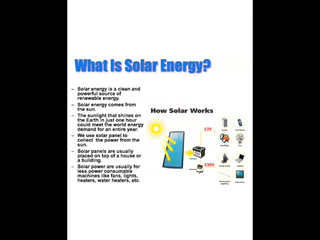 What Is Solar Energy?
– Solar energy is a clean and
powerful source of
renewable energy.
– Solar energy comes from
the sun.
– The sunlight that shines on
the Earth in just one hour
could meet the world energy
demand for an entire year.
– We use solar panel to
collect the power from the
sun.
– Solar panels are usually
placed on top of a house or
a building.
– Solar power are usually for
less power consumable
machines like fans, lights,
heaters, water heaters, etc.
How Solar Works